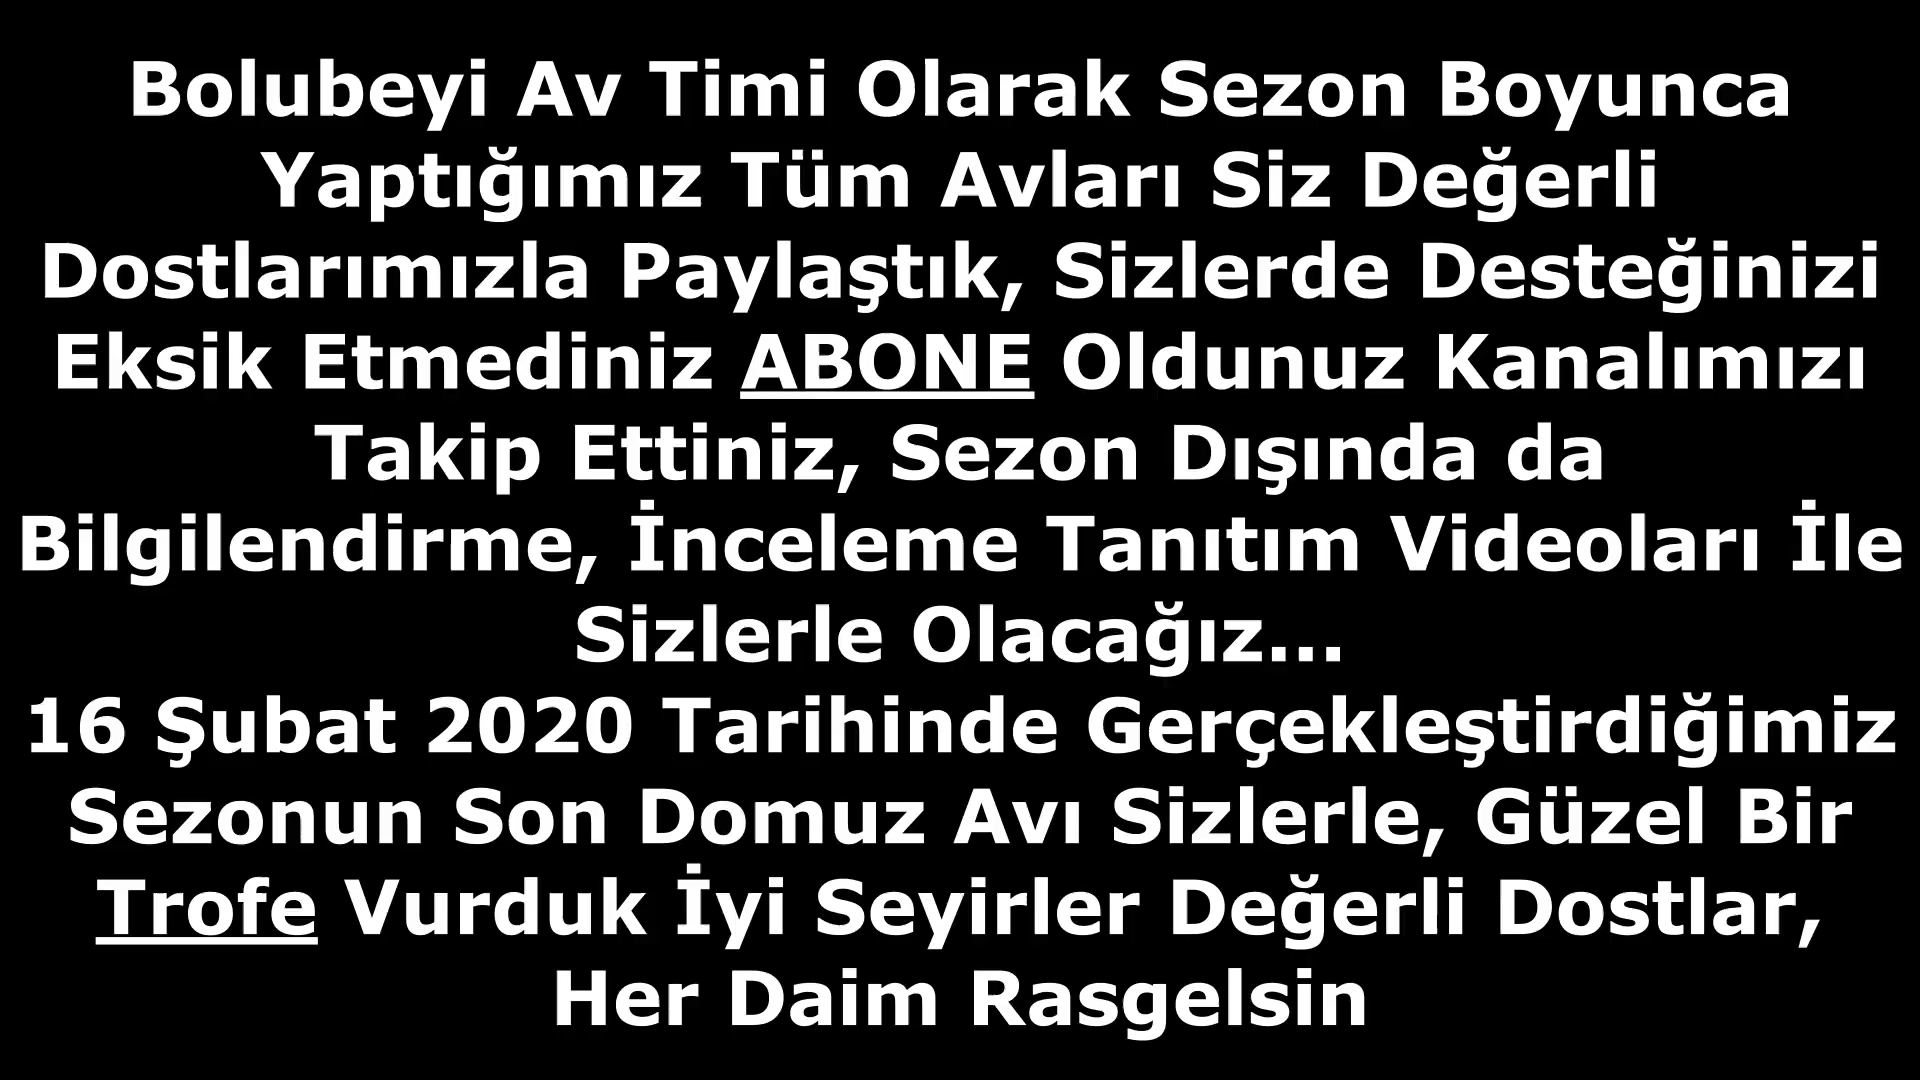 Bolubeyi Av Timi Olarak Sezon Boyunca
Yaptığımız Tüm Avları Siz Değerli
Dostlarımızla Paylaştık, Sizlerde Desteğinizi
Eksik Etmediniz ABONE Oldunuz Kanalımızı
Takip Ettiniz, Sezon Dışında da
Bilgilendirme, İnceleme Tanıtım Videoları İle
Sizlerle Olacağız...
16 Şubat 2020 Tarihinde Gerçekleştirdiğimiz
Sezonun Son Domuz Avı Sizlerle, Güzel Bir
Trofe Vurduk İyi Seyirler Değerli Dostlar,
Her Daim Rasgelsin